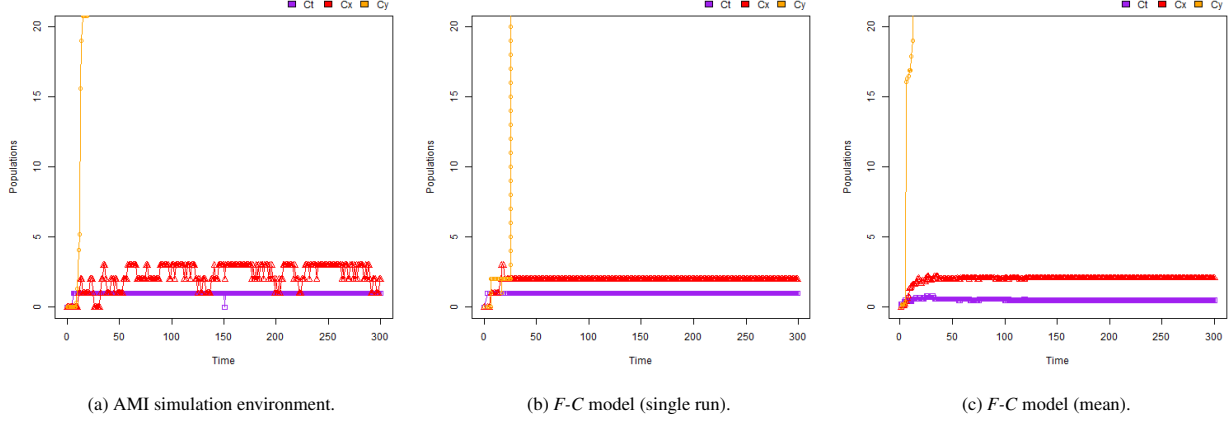 Ct Cx Cy
20
15
10
5
0
Populations
0 50 100 150 200 250 300
Time
(a) AMI simulation environment.
Ct Cx Cy
20
15
10
5
0
Populations
0 50 100 150 200 250 300
Time
(b) F-C model (single run).
Ct Cx Cy
20
15
10
5
0
Populations
0 50 100 150 200 250 300
Time
(c) F-C model (mean).